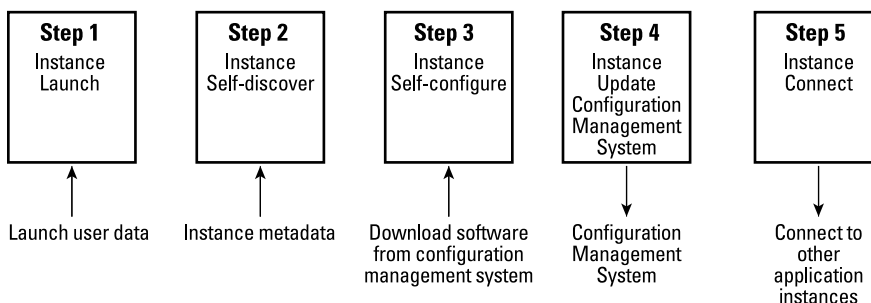 Step 1
Instance
Launch
Step 2
Instance
Self-discover
Step 3
Instance
Self-configure
Step 4
Instance
Update
Configuration
Management
System
Step 5
Instance
Connect
Launch user data
Instance metadata
Download software
from configuration
management system
Configuration
Management
System
Connect to
other
application
instances